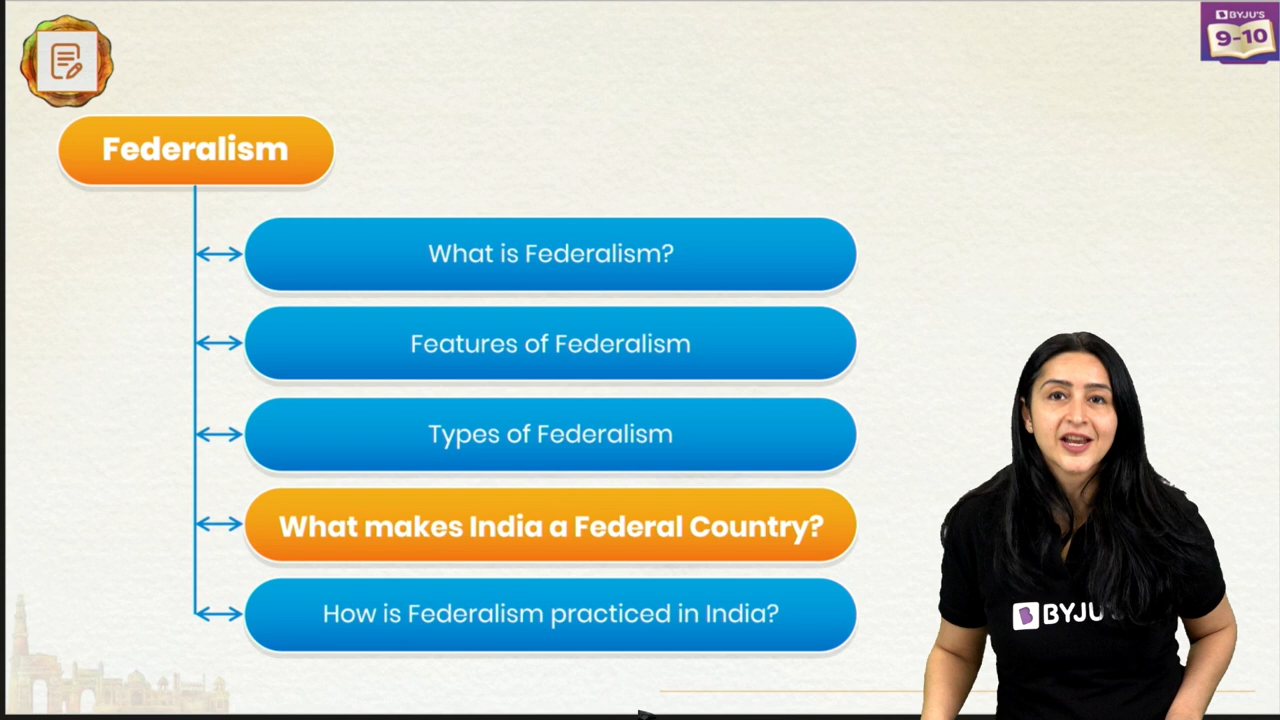 BYJU'S
9-10
Federalism
What is Federalism?
Features of Federalism
Types of Federalism
What makes India a Federal Country?
How is Federalism practiced in India?
BYJU'S